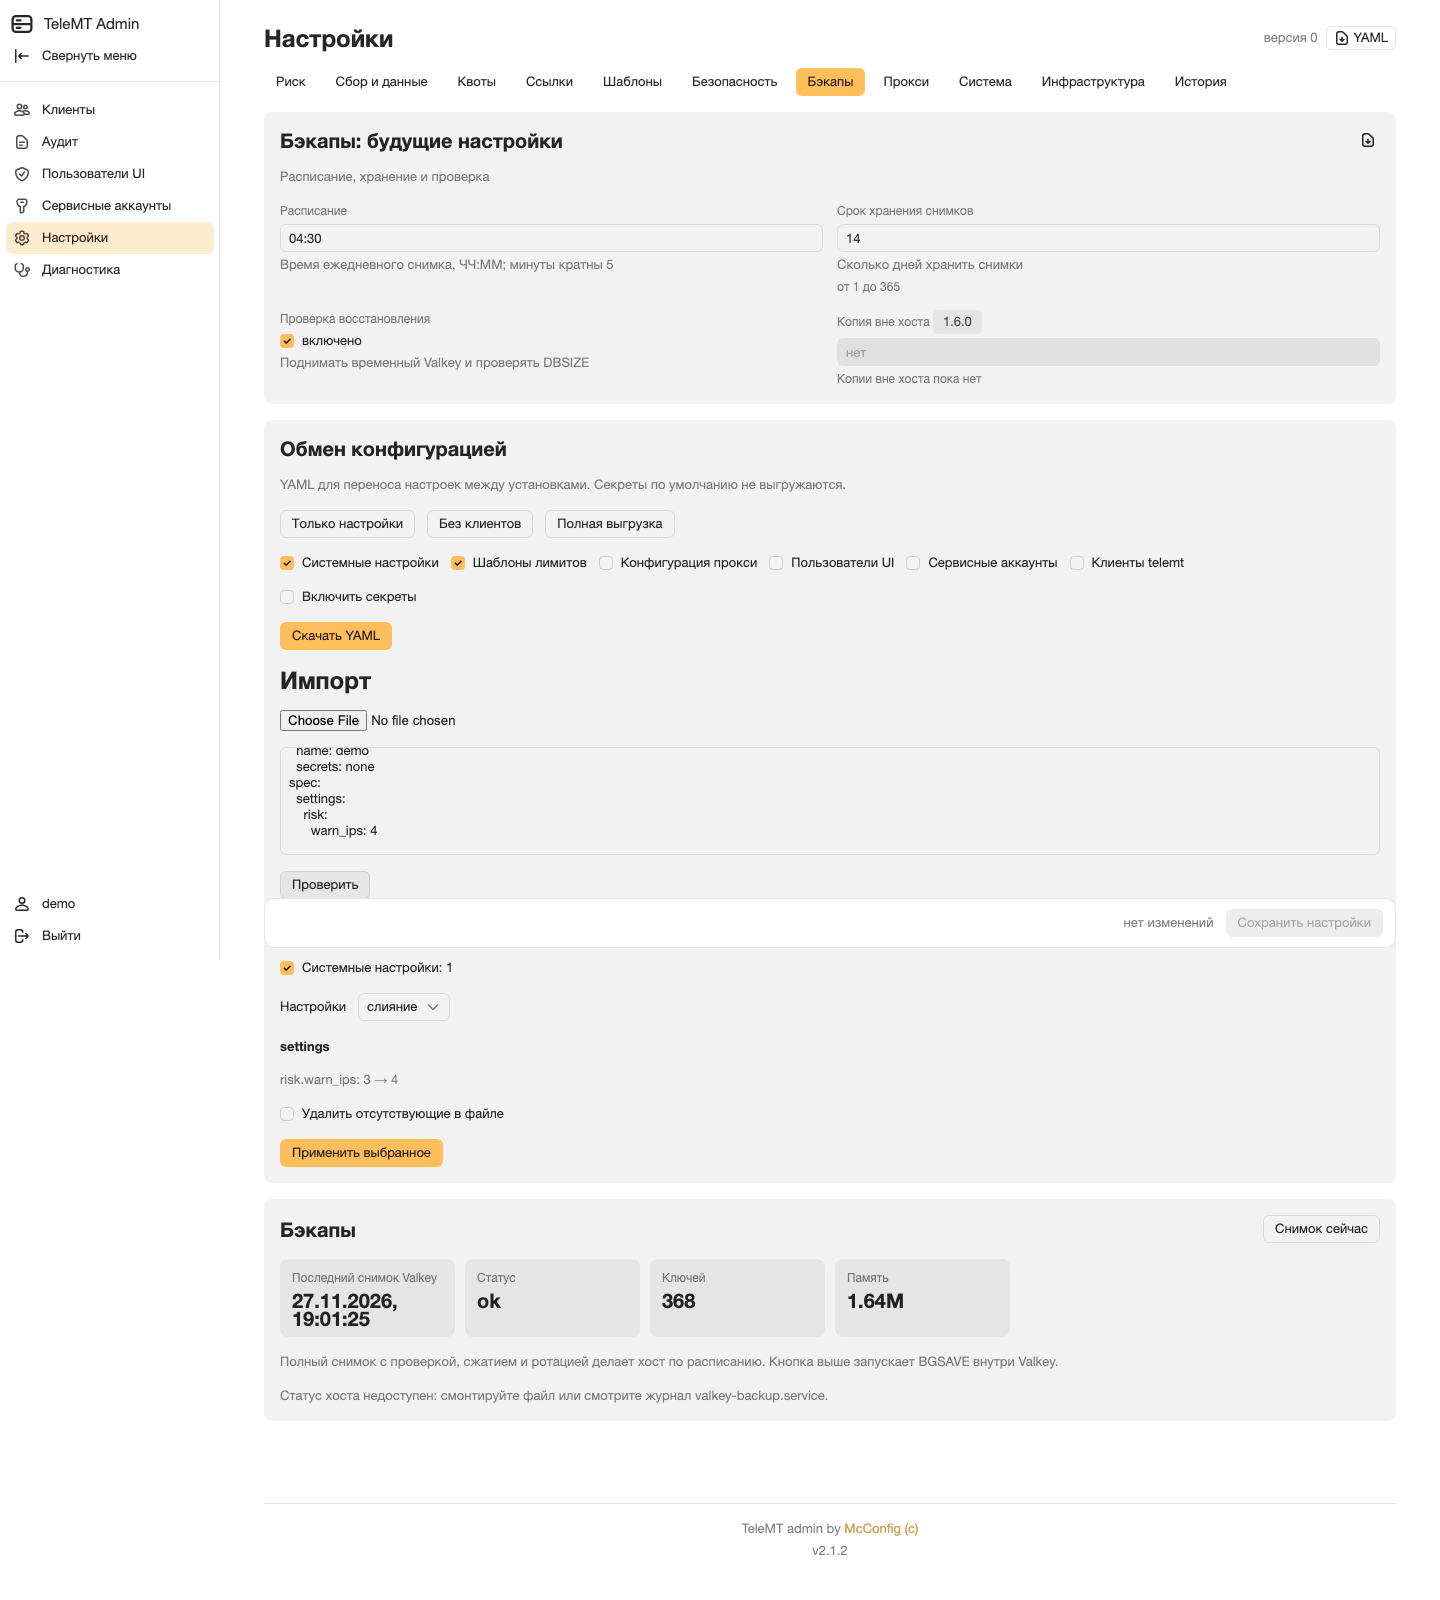 TeleMT Admin
Свернуть меню
Клиенты
Аудит
Пользователи UI
Сервисные аккаунты
Настройки
Диагностика
demo
Выйти
Настройки
версия 0
YAML
Риск
Сбор и данные
Квоты
Ссылки
Шаблоны
Безопасность
Бэкапы
Прокси
Система
Инфраструктура
История
Бэкапы: будущие настройки
Расписание, хранение и проверка
Расписание
04:30
Время ежедневного снимка, ЧЧ:ММ; минуты кратны 5
Срок хранения снимков
14
Сколько дней хранить снимки
от 1 до 365
Проверка восстановления
включено
Поднимать временный Valkey и проверять DBSIZE
Копия вне хоста 1.6.0
нет
Копии вне хоста пока нет
Обмен конфигурацией
YAML для переноса настроек между установками. Секреты по умолчанию не выгружаются.
Только настройки
Без клиентов
Полная выгрузка
Системные настройки
Шаблоны лимитов
Конфигурация прокси
Пользователи UI
Сервисные аккаунты
Клиенты telemt
Включить секреты
Скачать YAML
Импорт
Choose File No file chosen
name: demo
secrets: none
spec:
settings:
risk:
warn_ips: 4
Проверить
нет изменений
Сохранить настройки
Системные настройки: 1
Настройки
слияние
settings
risk.warn_ips: 3 → 4
Удалить отсутствующие в файле
Применить выбранное
Бэкапы
Снимок сейчас
Последний снимок Valkey
27.11.2026,
19:01:25
Статус
ok
Ключей
368
Память
1.64M
Полный снимок с проверкой, сжатием и ротацией делает хост по расписанию. Кнопка выше запускает BGSAVE внутри Valkey.
Статус хоста недоступен: смонтируйте файл или смотрите журнал valkey-backup.service.
TeleMT admin by McConfig (c)
v2.1.2